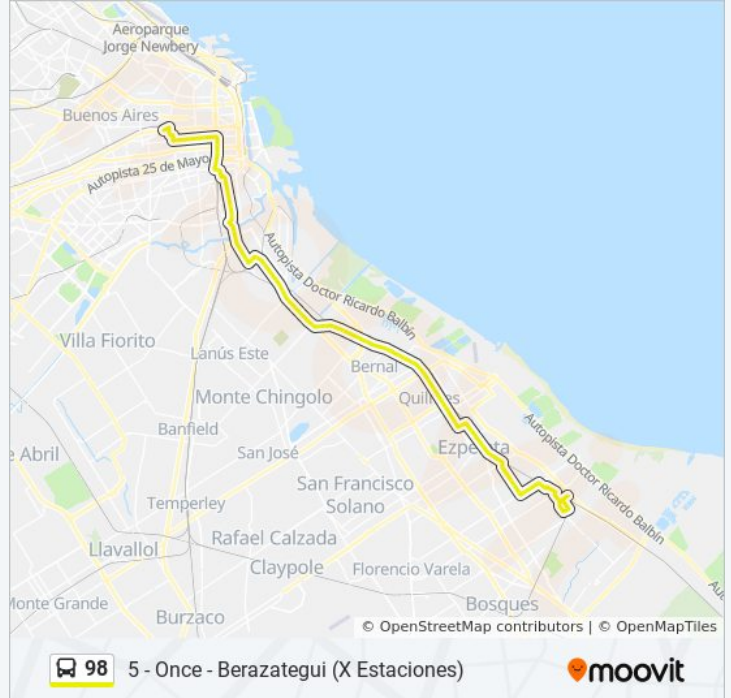 Aeroparque
Jorge Newbery
Buenos Aires
Autopista 25 de Mayo
Autopista Doctor Ricardo Balbín
Villa Fiorito
Lanús Este
Bernal
Monte Chingolo
Quilmes
Banfield
Autopista Doctor Ricardo Balbín
e Abril
San José
Ezpeleta
San Francisco
Solano
Temperley
Rafael Calzada
Llavallol
Claypole
Florencio Varela
Monte Grande
Bosques
Burzaco
© OpenStreetMap contributors | © OpenMapTiles
98 5 - Once - Berazategui (X Estaciones)
moovit